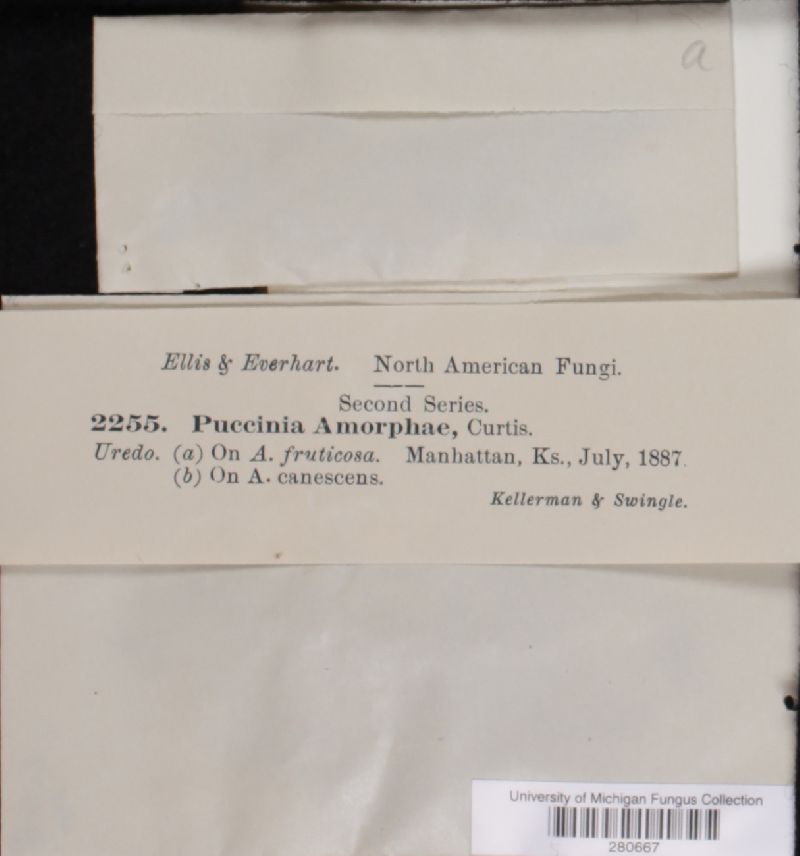 a
Ellis & Everhart. North American Fungi.
Second Series.
2255. Puccinia Amorphae, Curtis.
Uredo. (a) On A. fruticosa. Manhattan, Ks., July, 1887.
(b) On A. canescens.
Kellerman & Swingle.
University of Michigan Fungus Collection
280667